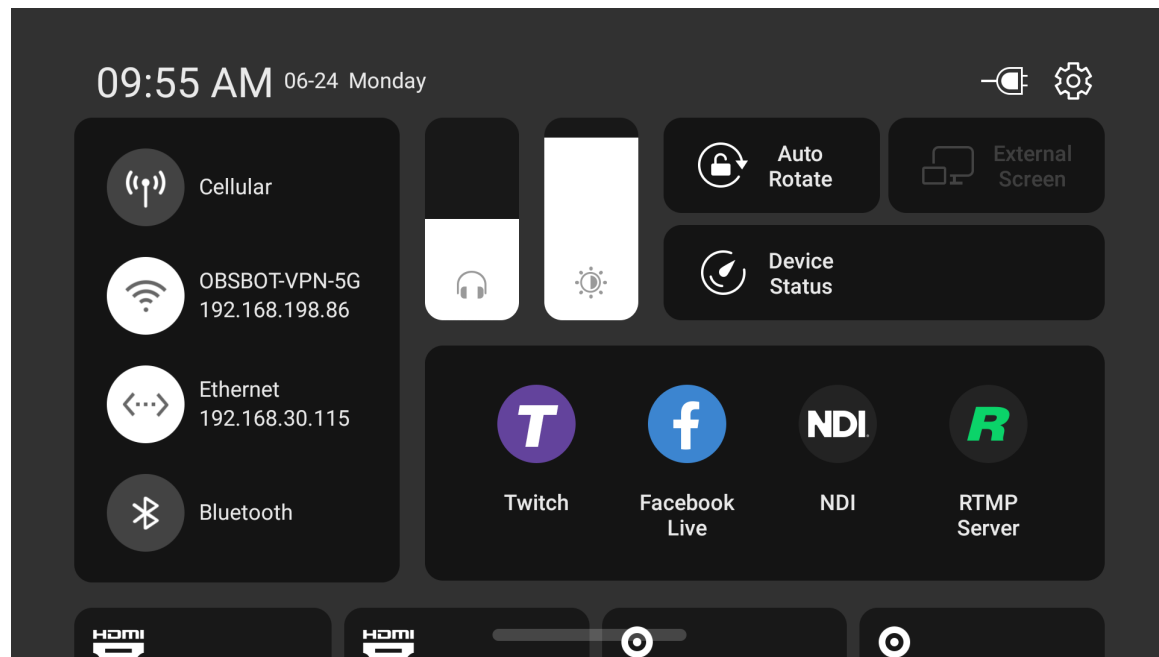 09:55 AM 06-24 Monday
Cellular
OBSBOT-VPN-5G
192.168.198.86
Ethernet
192.168.30.115
Bluetooth
Auto
Rotate
External
Screen
Device
Status
T
f
NDI
R
Twitch
Facebook
Live
NDI
RTMP
Server
HDMI
HDMI